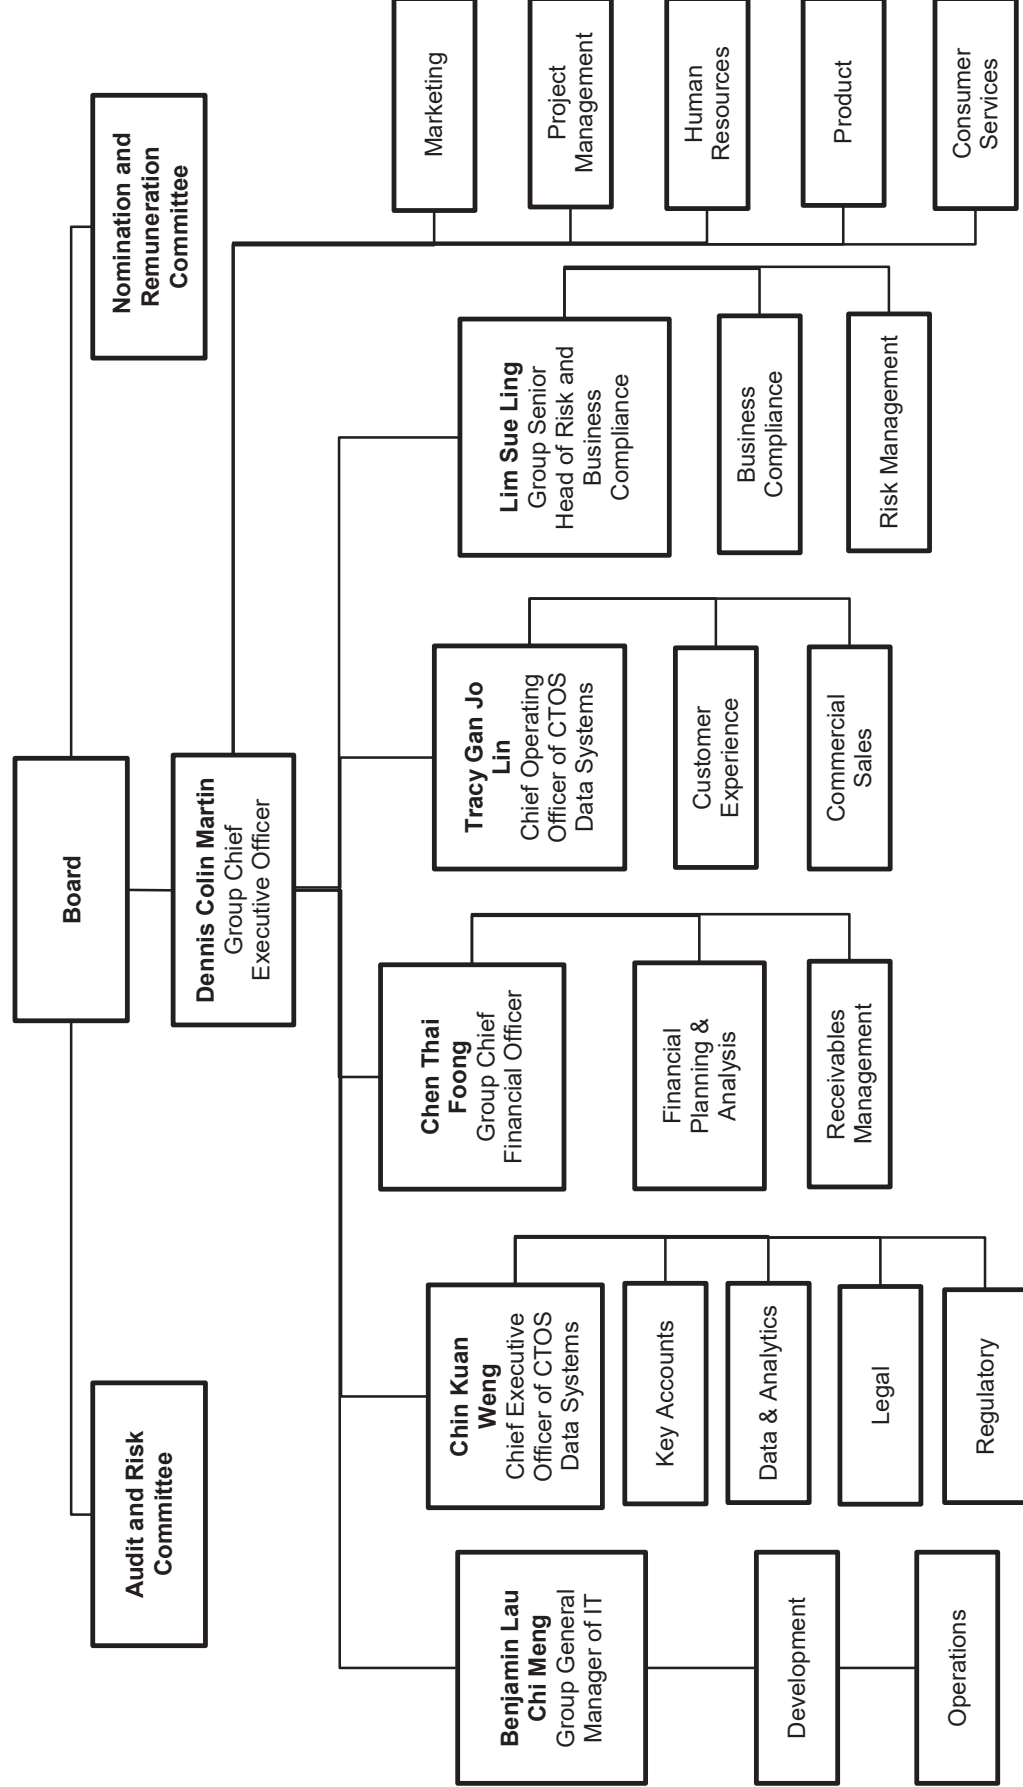 Board
Audit and Risk
Committee
Nomination and
Remuneration
Committee
Dennis Colin Martin
Group Chief
Executive Officer
Benjamin Lau
Chi Meng
Group General
Manager of IT
Development
Operations
Chin Kuan
Weng
Chief Executive
Officer of CTOS
Data Systems
Key Accounts
Data & Analytics
Legal
Regulatory
Chen Thai
Foong
Group Chief
Financial Officer
Financial
Planning &
Analysis
Receivables
Management
Tracy Gan Jo
Lin
Chief Operating
Officer of CTOS
Data Systems
Customer
Experience
Commercial
Sales
Lim Sue Ling
Group Senior
Head of Risk and
Business
Compliance
Business
Compliance
Risk Management
Marketing
Project
Management
Human
Resources
Product
Consumer
Services